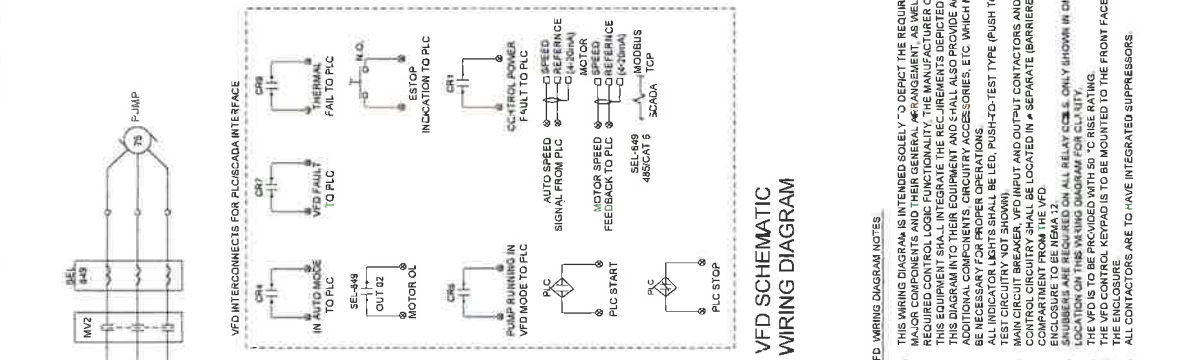 PUMP
75
SEL
849
MV2
VFD INTERCONNECTS FOR PLC/SCADA INTERFACE
CR4
IN AUTO MODE
TO PLC
CR7
VFD FAULT
TO PLC
CR9
THERMAL
FAIL TO PLC
SEL-849
OUT 02
MOTOR OL
N.O.
ESTOP
INDICATION TO PLC
PUMP RUNNING IN
VFD MODE TO PLC
CR1
CONTROL POWER
FAULT TO PLC
PLC
PLC START
AUTO SPEED
SIGNAL FROM PLC
SPEED
REFERENCE
(4-20mA)
MOTOR SPEED
FEEDBACK TO PLC
MOTOR
SPEED
REFERENCE
(4-20mA)
PLC
PLC STOP
SEL-649
485/CAT 6
SCADA
MODBUS
TCP
VFD SCHEMATIC
WIRING DIAGRAM
WIRING DIAGRAM NOTES
THIS WIRING DIAGRAM IS INTENDED SOLELY TO DEPICT THE
MAJOR COMPONENTS AND THEIR GENERAL ARRANGEMENT, AS WELL
REQUIRED CONTROL LOGIC FUNCTIONALITY. THE MANUFACTURER
THIS EQUIPMENT SHALL INTEGRATE THE REQUIREMENTS DEPICTED
THIS DIAGRAM INTO THEIR EQUIPMENT AND SHALL ALSO PROVIDE
ADDITIONAL COMPONENTS, CIRCUITRY ACCESSORIES, ETC. WHICH
BE NECESSARY FOR PROPER OPERATIONS.
ALL INDICATOR LIGHTS SHALL BE LED, PUSH-TO-TEST TYPE (PUSH TO
TEST CIRCUITRY NOT SHOWN).
MAIN CIRCUIT BREAKER, VFD INPUT AND OUTPUT CONTACTORS AND
CONTROL CIRCUITRY SHALL BE LOCATED IN A SEPARATE (BARRIERE
COMPARTMENT FROM THE VFD.
ENCLOSURE TO BE NEMA 12.
SNUBBERS ARE REQUIRED ON ALL RELAY COILS. ONLY SHOWN IN
LOCATION ON THIS WIRING DIAGRAM FOR CLARITY.
THE VFD IS TO BE PROVIDED WITH 50 °C RISE RATING.
THE VFD CONTROL KEYPAD IS TO BE MOUNTED TO THE FRONT FACE
THE ENCLOSURE.
ALL CONTACTORS ARE TO HAVE INTEGRATED SUPPRESSORS.